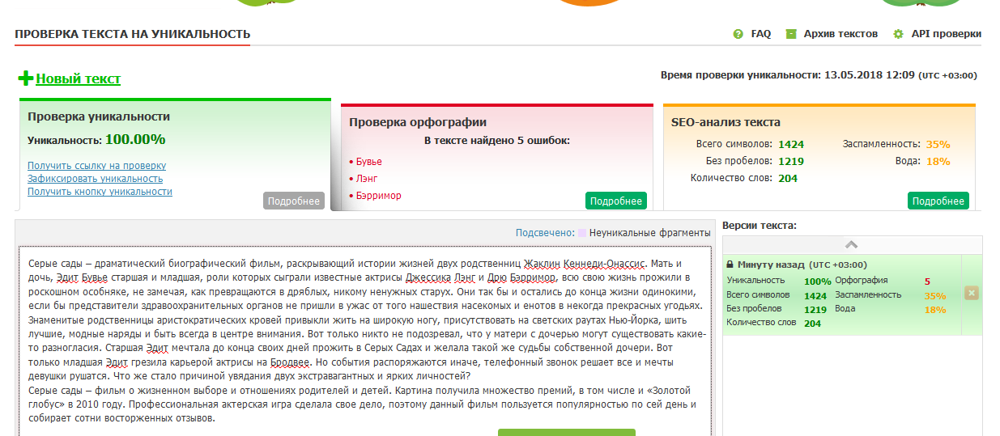 ПРОВЕРКА ТЕКСТА НА УНИКАЛЬНОСТЬ
FAQ Архив текстов API проверки
Новый текст
Время проверки уникальности: 13.05.2018 12:09 (UTC +03:00)
Проверка уникальности
Уникальность: 100.00%
Получить ссылку на проверку
Зафиксировать уникальность
Получить кнопку уникальности
Подробнее
Проверка орфографии
В тексте найдено 5 ошибок:
• Бувье
• Лэнг
• Бэрримор
Подробнее
SEO-анализ текста
Всего символов: 1424 Заспамленность: 35%
Без пробелов: 1219 Вода: 18%
Количество слов: 204
Подробнее
Подсвечено: Неуникальные фрагменты
Серые сады – драматический биографический фильм, раскрывающий истории жизней двух родственниц Жаклин Кеннеди-Онассис. Мать и
дочь, Эдит Бувье старшая и младшая, роли которых сыграли известные актрисы Джессика Лэнг и Дрю Бэрримор, всю свою жизнь прожили в
роскошном особняке, не замечая, как превращаются в дряблых, никому ненужных старух. Они так бы и остались до конца жизни одинокими,
если бы представители здравоохранительных органов не пришли в ужас от того нашествия насекомых и енотов в некогда прекрасных угодьях.
Знаменитые родственницы аристократических кровей привыкли жить на широкую ногу, присутствовать на светских раутах Нью-Йорка, шить
лучшие, модные наряды и быть всегда в центре внимания. Вот только никто не подозревал, что у матери с дочерью могут существовать какие-
то разногласия. Старшая Эдит мечтала до конца своих дней прожить в Серых Садах и желала такой же судьбы собственной дочери. Вот
только младшая Эдит грезила карьерой актрисы на Бродвее. Но события распоряжаются иначе, телефонный звонок решает все и мечты
девушки рушатся. Что же стало причиной увядания двух экстравагантных и ярких личностей?
Серые сады – фильм о жизненном выборе и отношениях родителей и детей. Картина получила множество премий, в том числе и «Золотой
глобус» в 2010 году. Профессиональная актерская игра сделала свое дело, поэтому данный фильм пользуется популярностью по сей день и
собирает сотни восторженных отзывов.
Версии текста:
Минуту назад (UTC +03:00)
Уникальность 100% Орфография 5
Всего символов 1424 Заспамленность 35%
Без пробелов 1219 Вода 18%
Количество слов 204